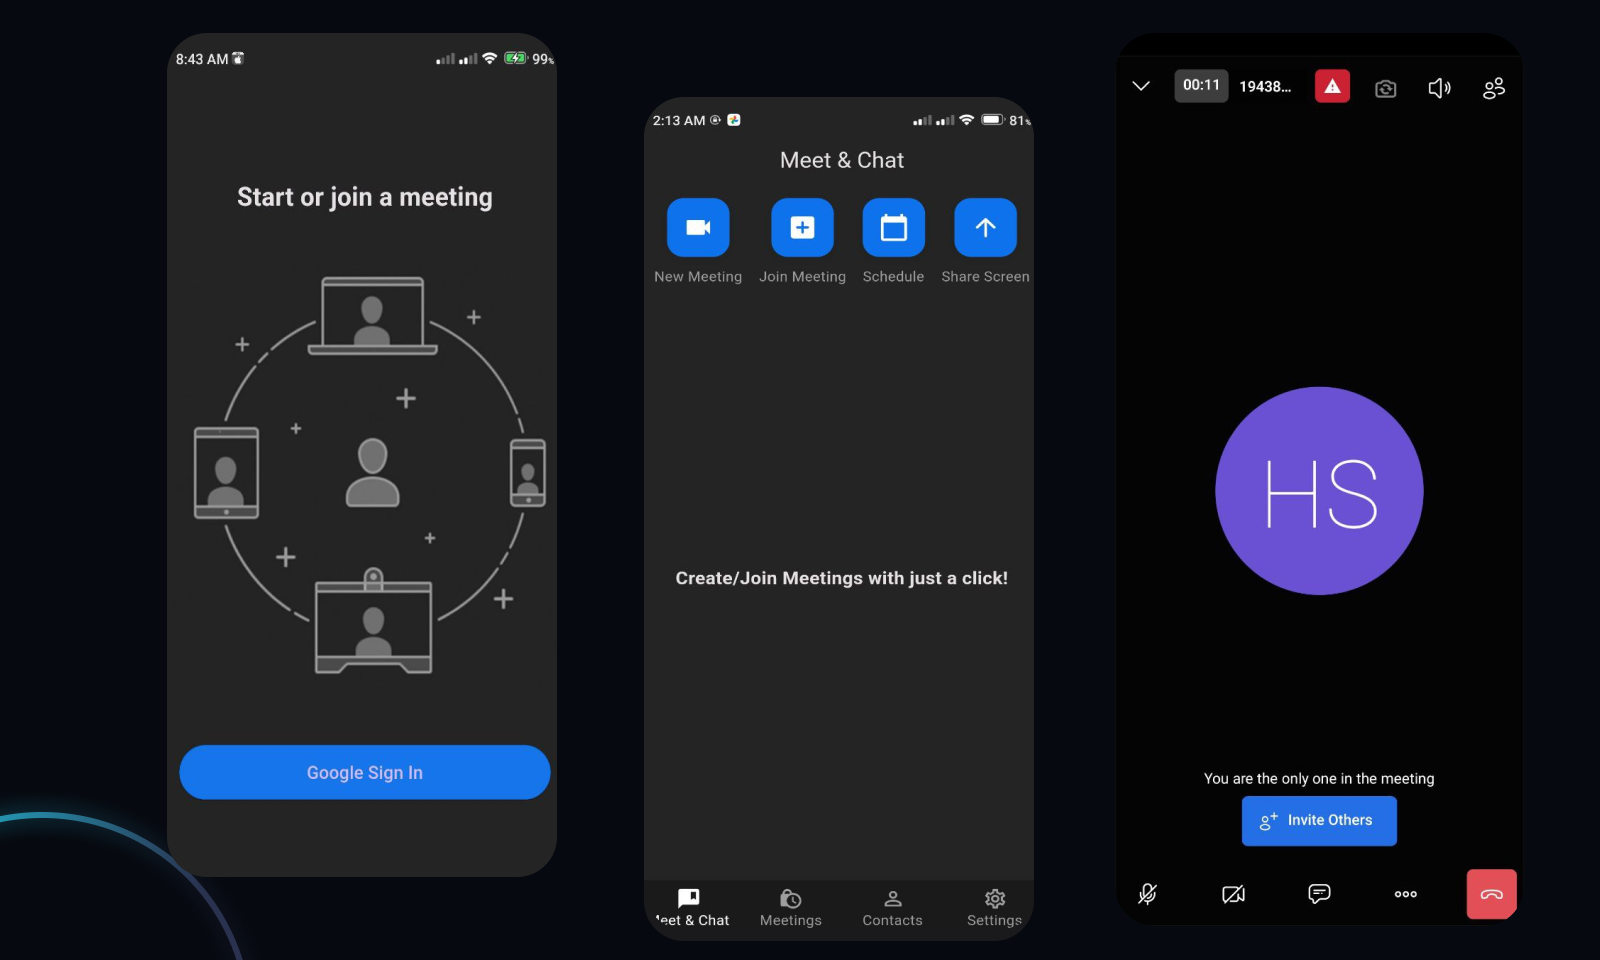 8:43 AM
99%
Start or join a meeting
Google Sign In
2:13 AM
81%
Meet & Chat
New Meeting
Join Meeting
Schedule
Share Screen
Create/Join Meetings with just a click!
eet & Chat
Meetings
Contacts
Settings
00:11
19438...
HS
You are the only one in the meeting
Invite Others